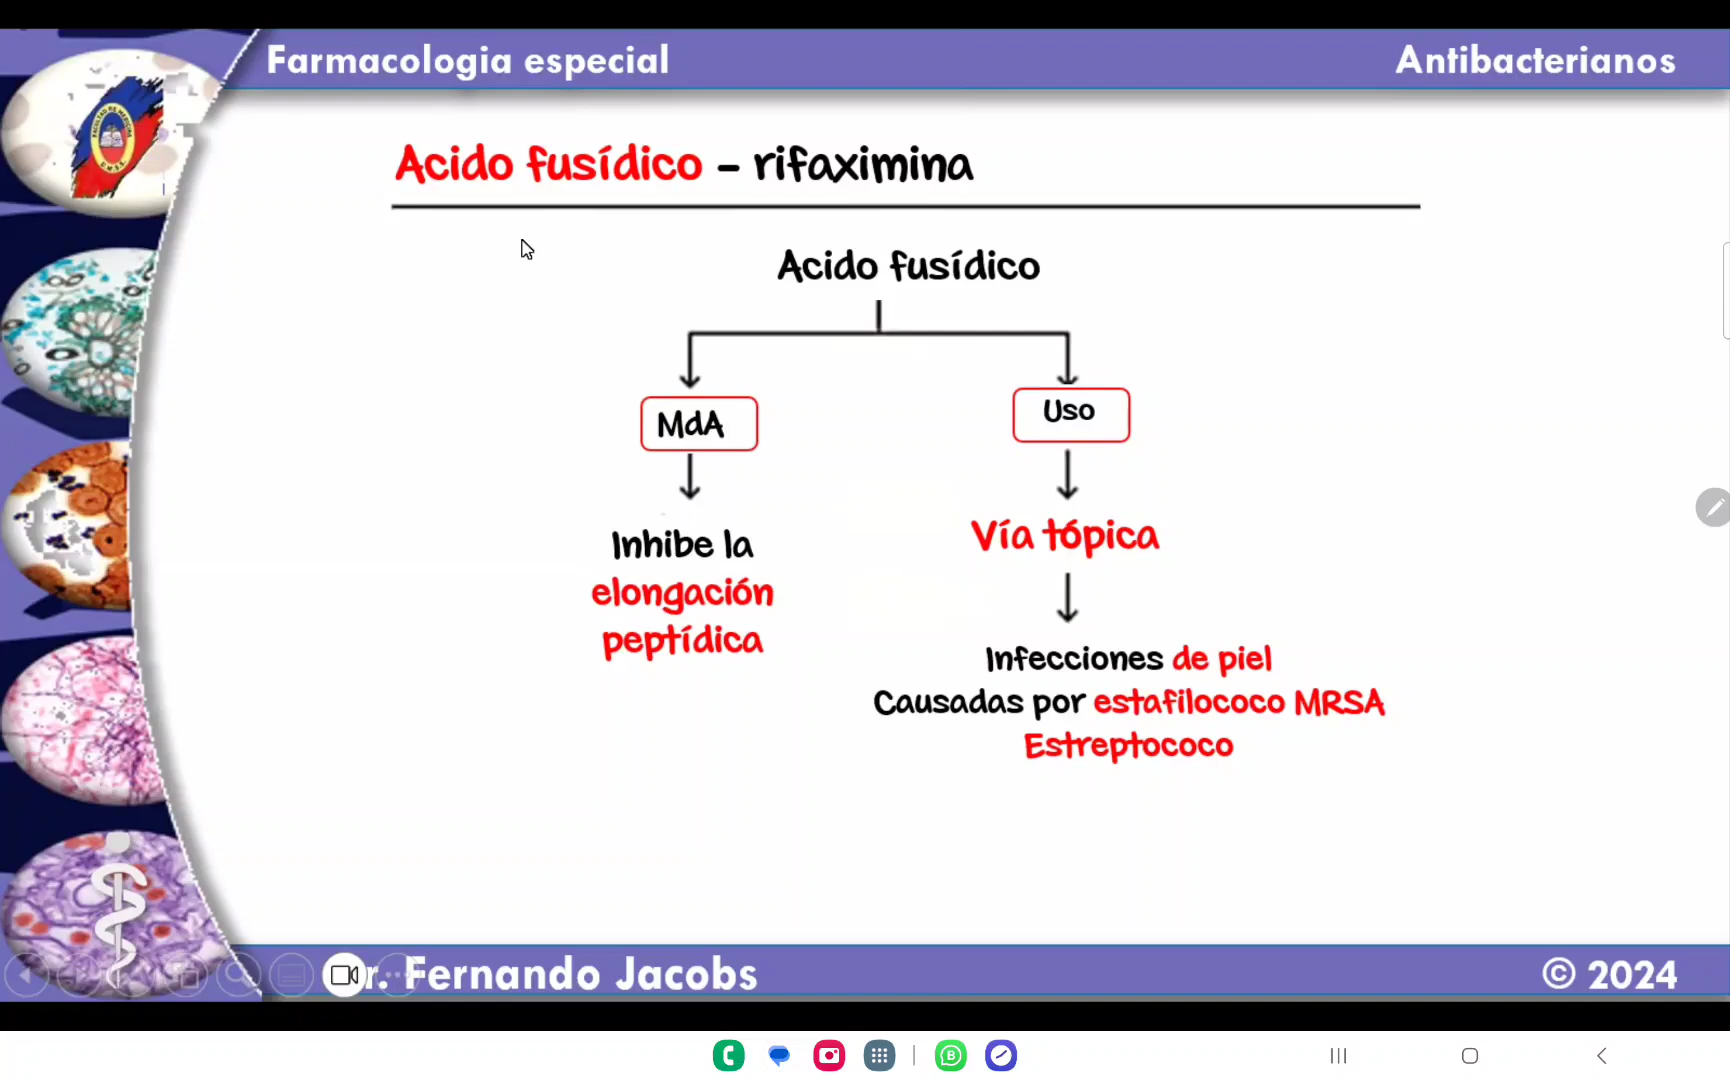 Farmacologia especial
Antibacterianos
Acido fusídico – rifaximina
Acido fusídico
MdA
Uso
Inhibe la
elongación
peptídica
Vía tópica
Infecciones de piel
Causadas por estafilococo MRSA
Estreptococo
r. Fernando Jacobs
© 2024